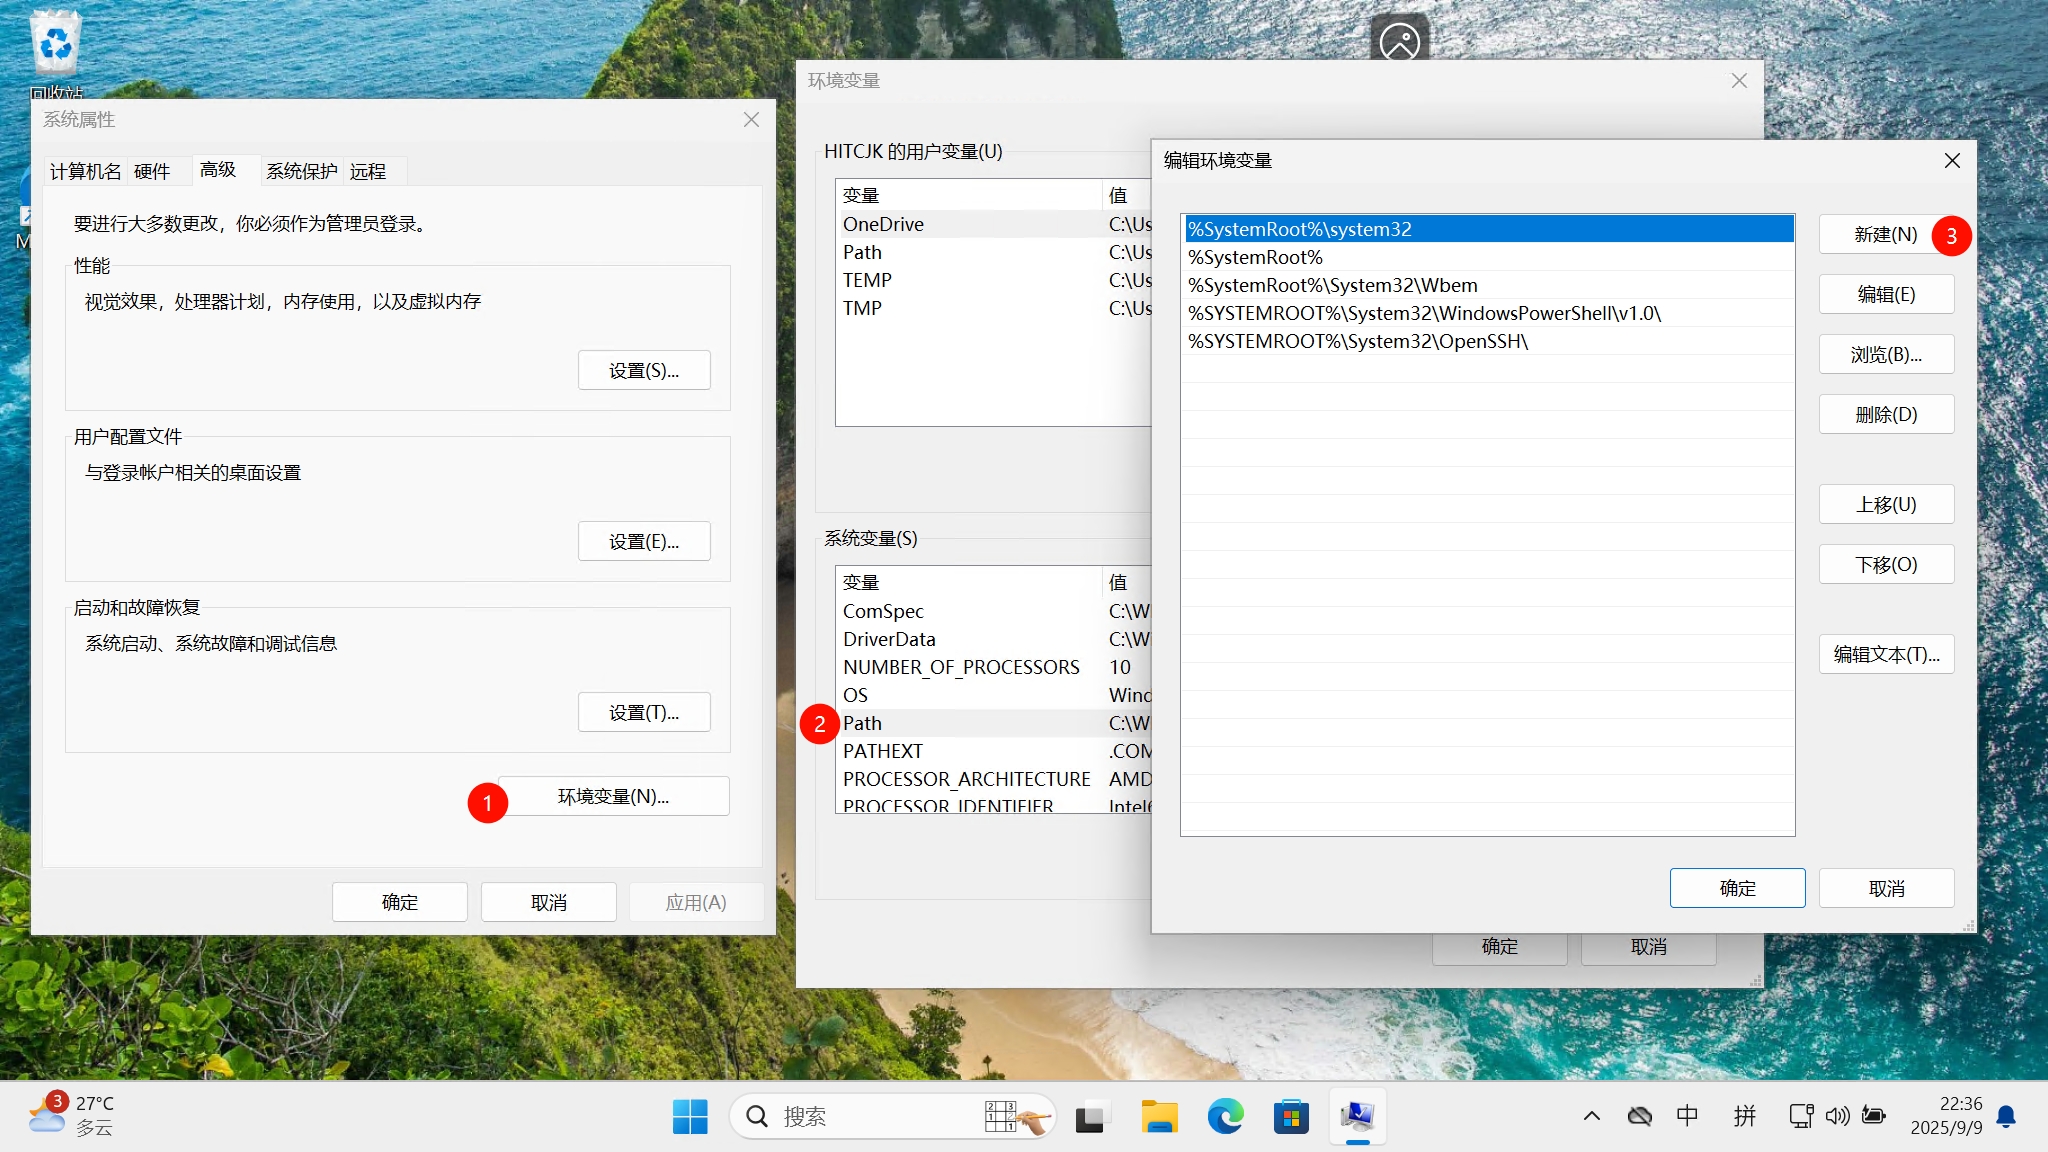 回收站
系统属性
计算机名
硬件
高级
系统保护
远程
要进行大多数更改，你必须作为管理员登录。
性能
视觉效果，处理器计划，内存使用，以及虚拟内存
设置(S)...
用户配置文件
与登录帐户相关的桌面设置
设置(E)...
启动和故障恢复
系统启动、系统故障和调试信息
设置(T)...
1
环境变量(N)...
确定
取消
应用(A)
环境变量
HITCJK 的用户变量(U)
变量 值
OneDrive C:\Us
Path C:\Us
TEMP C:\Us
TMP C:\Us
系统变量(S)
变量 值
ComSpec C:\W
DriverData C:\W
NUMBER_OF_PROCESSORS 10
OS Wind
2
Path C:\W
PATHEXT .COM
PROCESSOR_ARCHITECTURE AMD
PROCESSOR_IDENTIFIER Intel6
确定
取消
编辑环境变量
%SystemRoot%\system32
%SystemRoot%
%SystemRoot%\System32\Wbem
%SYSTEMROOT%\System32\WindowsPowerShell\v1.0\
%SYSTEMROOT%\System32\OpenSSH\
新建(N)
3
编辑(E)
浏览(B)...
删除(D)
上移(U)
下移(O)
编辑文本(T)...
确定
取消
M
3
27°C
多云
搜索
中
拼
22:36
2025/9/9